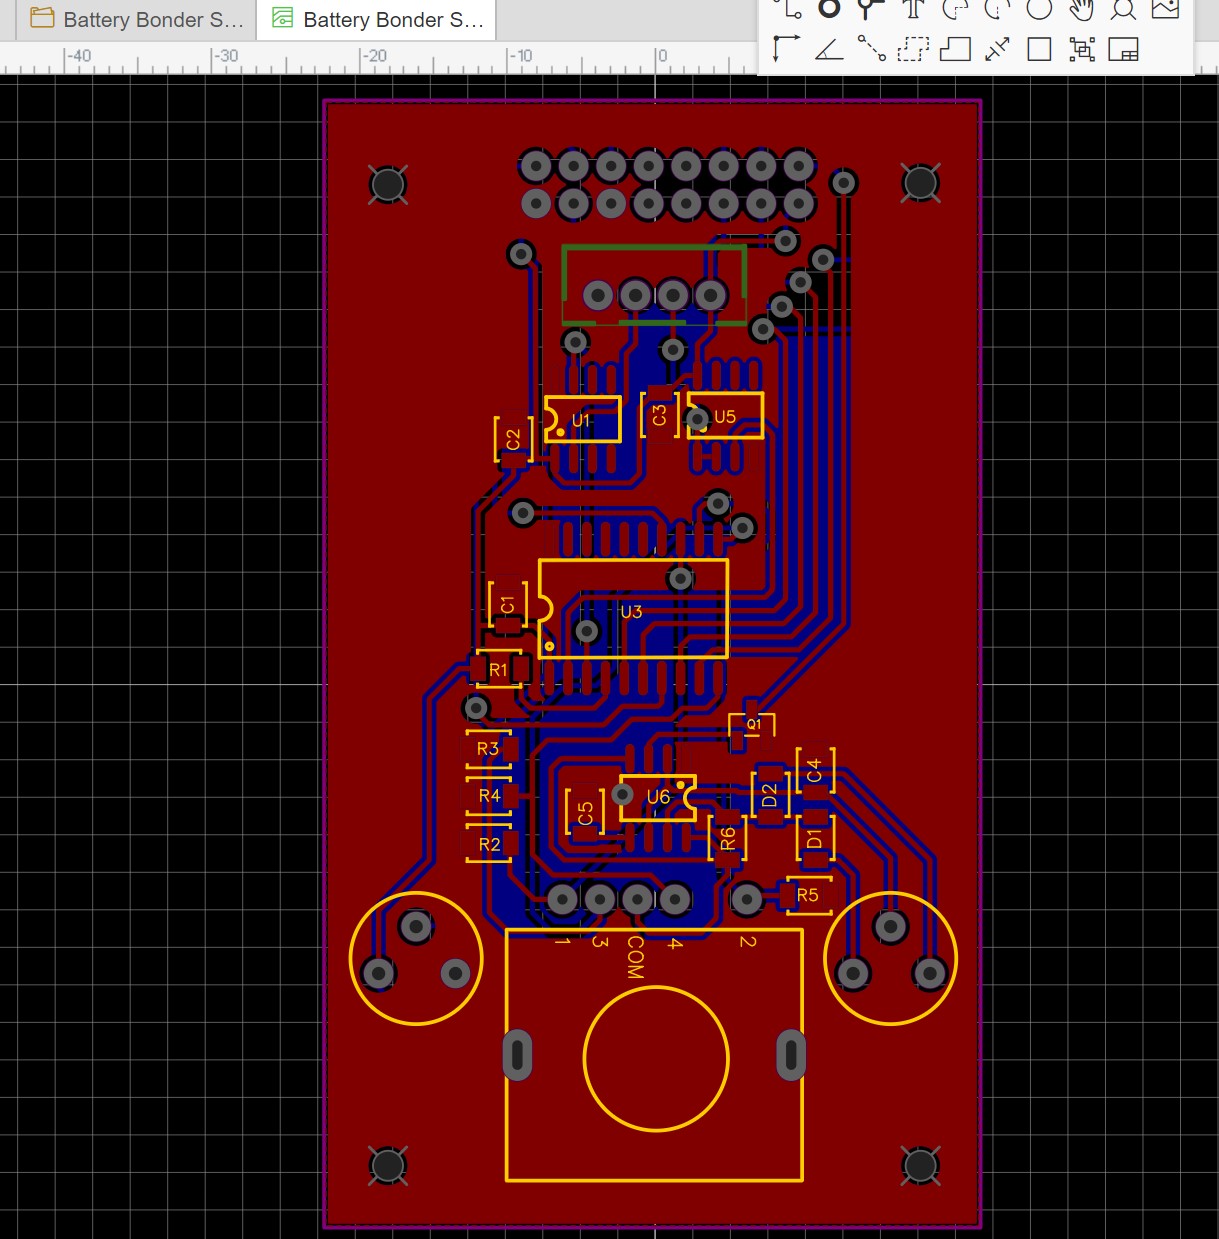 Battery Bonder S... Battery Bonder S...
-40 -30 -20 -10 0
U1 C3 U5
C2
C1 U3
R1
Q1
R3
C4
R4 U6 D2
C5
R2 R6 D1
R5
1 3 COM 4 2